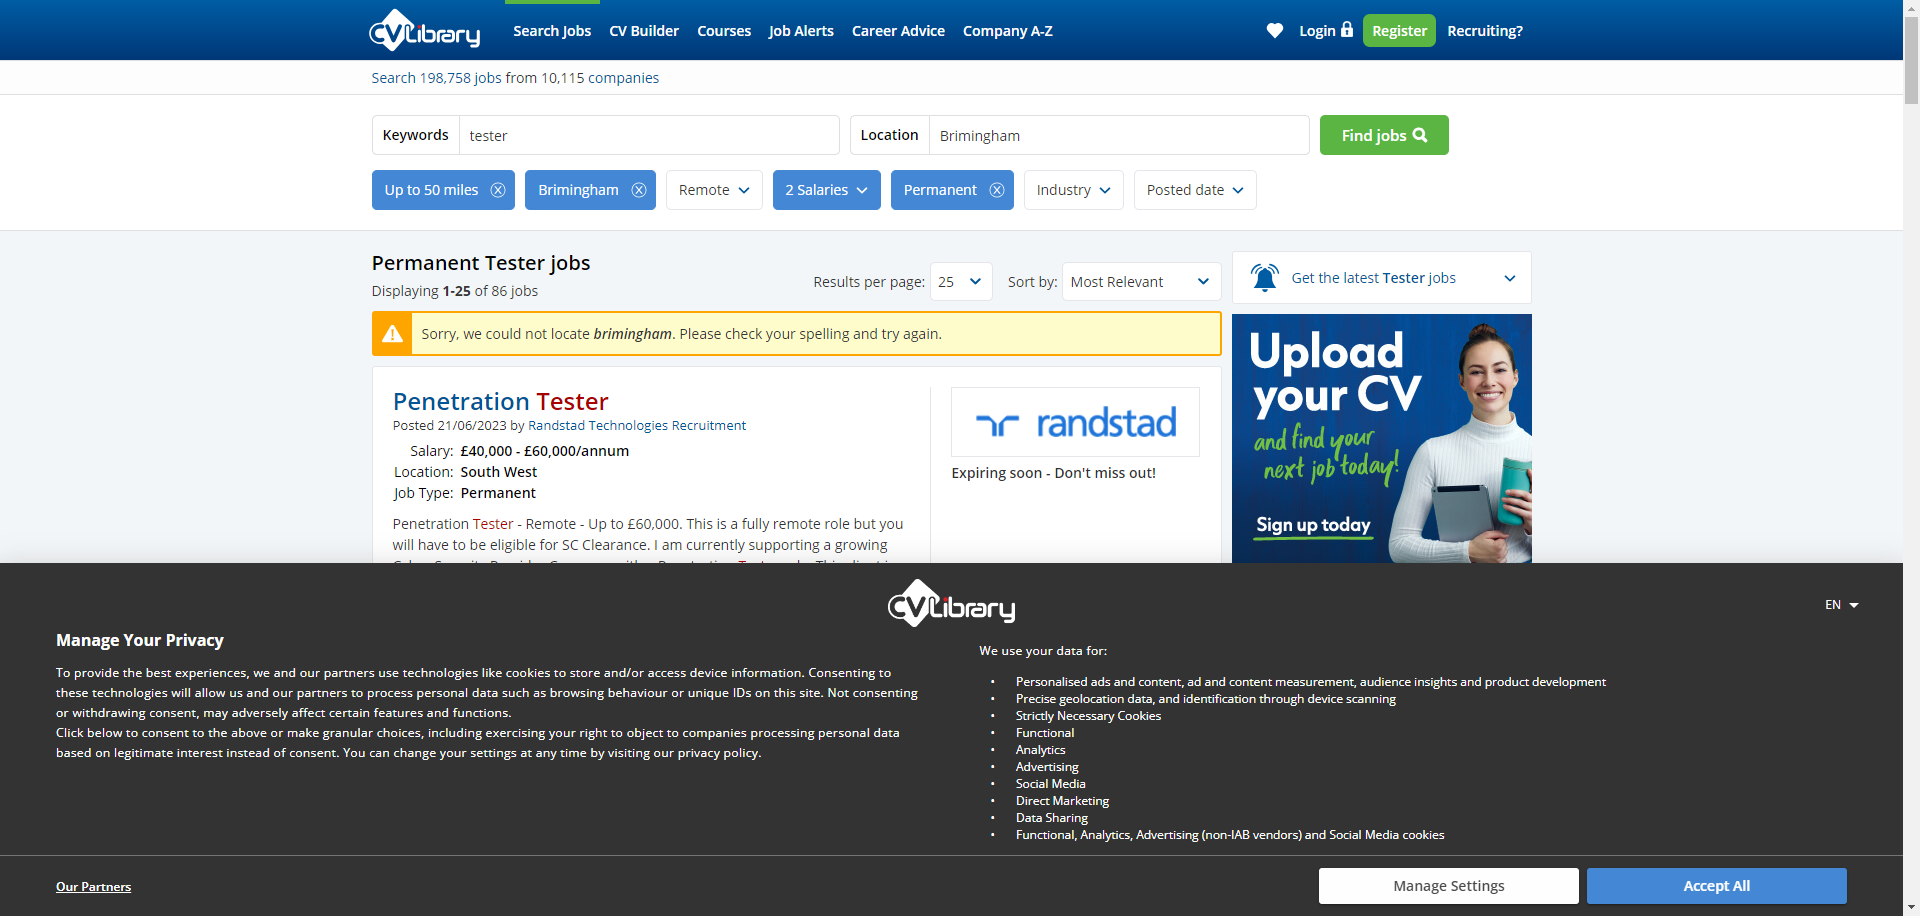 CVLibrary
Search Jobs CV Builder Courses Job Alerts Career Advice Company A-Z
Login Register Recruiting?
Search 198,758 jobs from 10,115 companies
Keywords tester Location Brimingham Find jobs
Up to 50 miles Brimingham Remote 2 Salaries Permanent Industry Posted date
Permanent Tester jobs
Displaying 1-25 of 86 jobs
Results per page: 25 Sort by: Most Relevant
Get the latest Tester jobs
Sorry, we could not locate brimingham. Please check your spelling and try again.
Penetration Tester
Posted 21/06/2023 by Randstad Technologies Recruitment
Salary: £40,000 - £60,000/annum
Location: South West
Job Type: Permanent
Penetration Tester - Remote - Up to £60,000. This is a fully remote role but you
will have to be eligible for SC Clearance. I am currently supporting a growing
randstad
Expiring soon - Don't miss out!
Upload
your CV
and find your
next job today!
Sign up today
CVLibrary
EN
Manage Your Privacy
To provide the best experiences, we and our partners use technologies like cookies to store and/or access device information. Consenting to
these technologies will allow us and our partners to process personal data such as browsing behaviour or unique IDs on this site. Not consenting
or withdrawing consent, may adversely affect certain features and functions.
Click below to consent to the above or make granular choices, including exercising your right to object to companies processing personal data
based on legitimate interest instead of consent. You can change your settings at any time by visiting our privacy policy.
We use your data for:
• Personalised ads and content, ad and content measurement, audience insights and product development
• Precise geolocation data, and identification through device scanning
• Strictly Necessary Cookies
• Functional
• Analytics
• Advertising
• Social Media
• Direct Marketing
• Data Sharing
• Functional, Analytics, Advertising (non-IAB vendors) and Social Media cookies
Our Partners
Manage Settings
Accept All